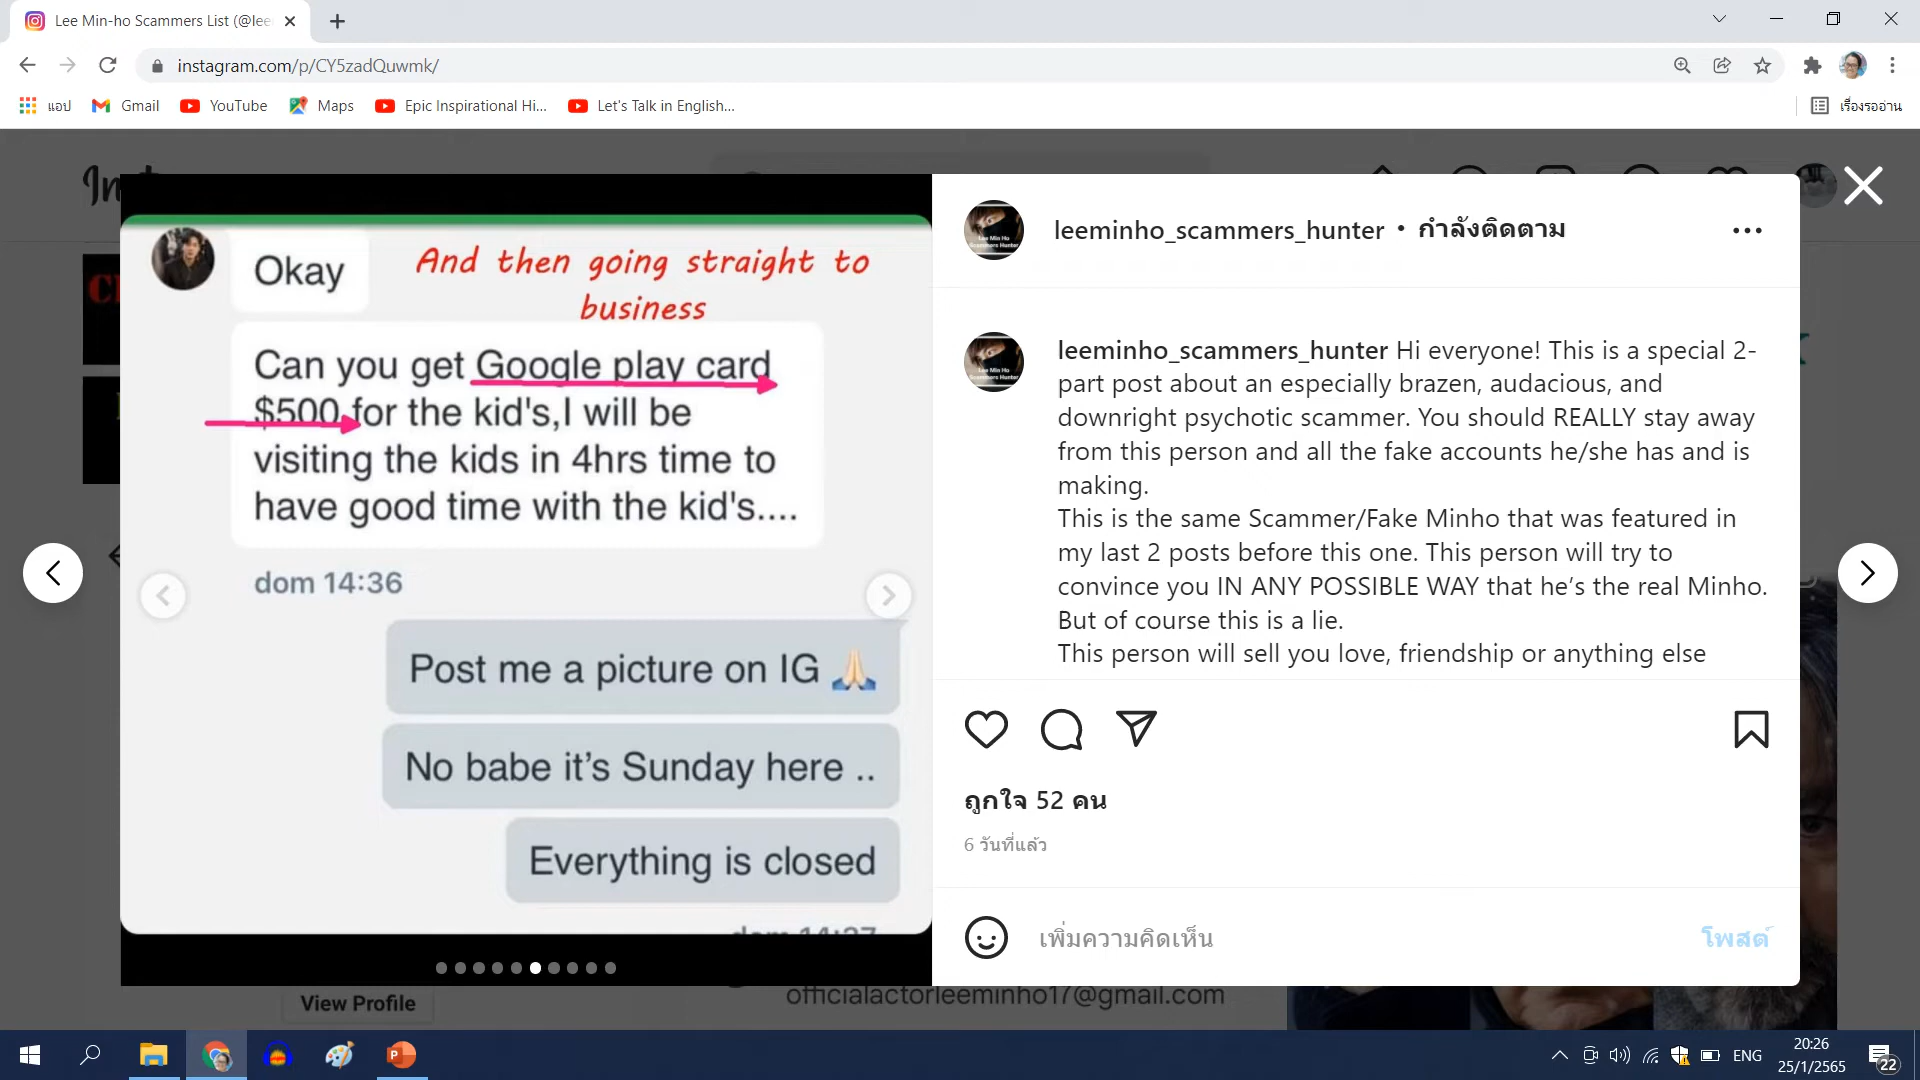 Lee Min-ho Scammers List (@lee
instagram.com/p/CY5zadQuwmk/
แอป
Gmail
YouTube
Maps
Epic Inspirational Hi...
Let's Talk in English...
เรื่องรออ่าน
Okay
And then going straight to
business
Can you get Google play card
$500 for the kid's,I will be
visiting the kids in 4hrs time to
have good time with the kid's....
dom 14:36
Post me a picture on IG 🙏🏻
No babe it's Sunday here ..
Everything is closed
dom 14:37
View Profile
leeminho_scammers_hunter • กำลังติดตาม
leeminho_scammers_hunter Hi everyone! This is a special 2-
part post about an especially brazen, audacious, and
downright psychotic scammer. You should REALLY stay away
from this person and all the fake accounts he/she has and is
making.
This is the same Scammer/Fake Minho that was featured in
my last 2 posts before this one. This person will try to
convince you IN ANY POSSIBLE WAY that he’s the real Minho.
But of course this is a lie.
This person will sell you love, friendship or anything else
ถูกใจ 52 คน
6 วันที่แล้ว
เพิ่มความคิดเห็น
โพสต์
officialactorleeminho17@gmail.com
ENG
20:26
25/1/2565
22